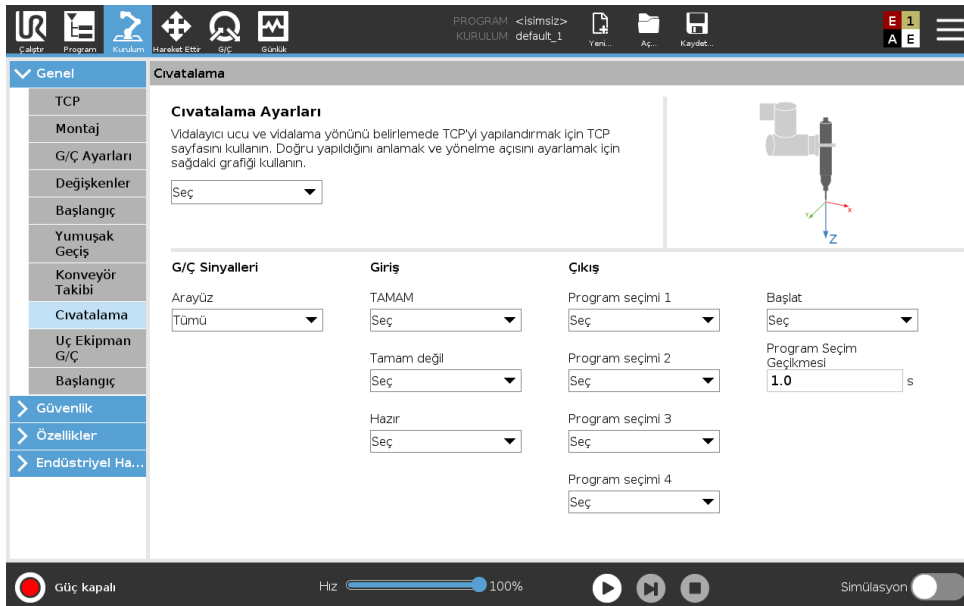 PROGRAM <isimsiz>
KURULUM default_1
Çalıştır Program Kurulum Hareket Ettir G/Ç Günlük Yeni... Aç... Kaydet...
E 1
A E
Genel
TCP
Montaj
G/Ç Ayarları
Değişkenler
Başlangıç
Yumuşak
Geçiş
Konveyör
Takibi
Cıvatalama
Uç Ekipman
G/Ç
Başlangıç
Güvenlik
Özellikler
Endüstriyel Ha...
Cıvatalama
Cıvatalama Ayarları
Vidalayıcı ucu ve vidalama yönünü belirlemede TCP'yi yapılandırmak için TCP
sayfasını kullanın. Doğru yapıldığını anlamak ve yönelme açısını ayarlamak için
sağdaki grafiği kullanın.
Seç
Y X
Z
G/Ç Sinyalleri
Arayüz
Tümü
Giriş
TAMAM
Seç
Tamam değil
Seç
Hazır
Seç
Çıkış
Program seçimi 1
Seç
Program seçimi 2
Seç
Program seçimi 3
Seç
Program seçimi 4
Seç
Başlat
Seç
Program Seçim
Geçikmesi
1.0 s
Güç kapalı
Hız 100%
Simülasyon